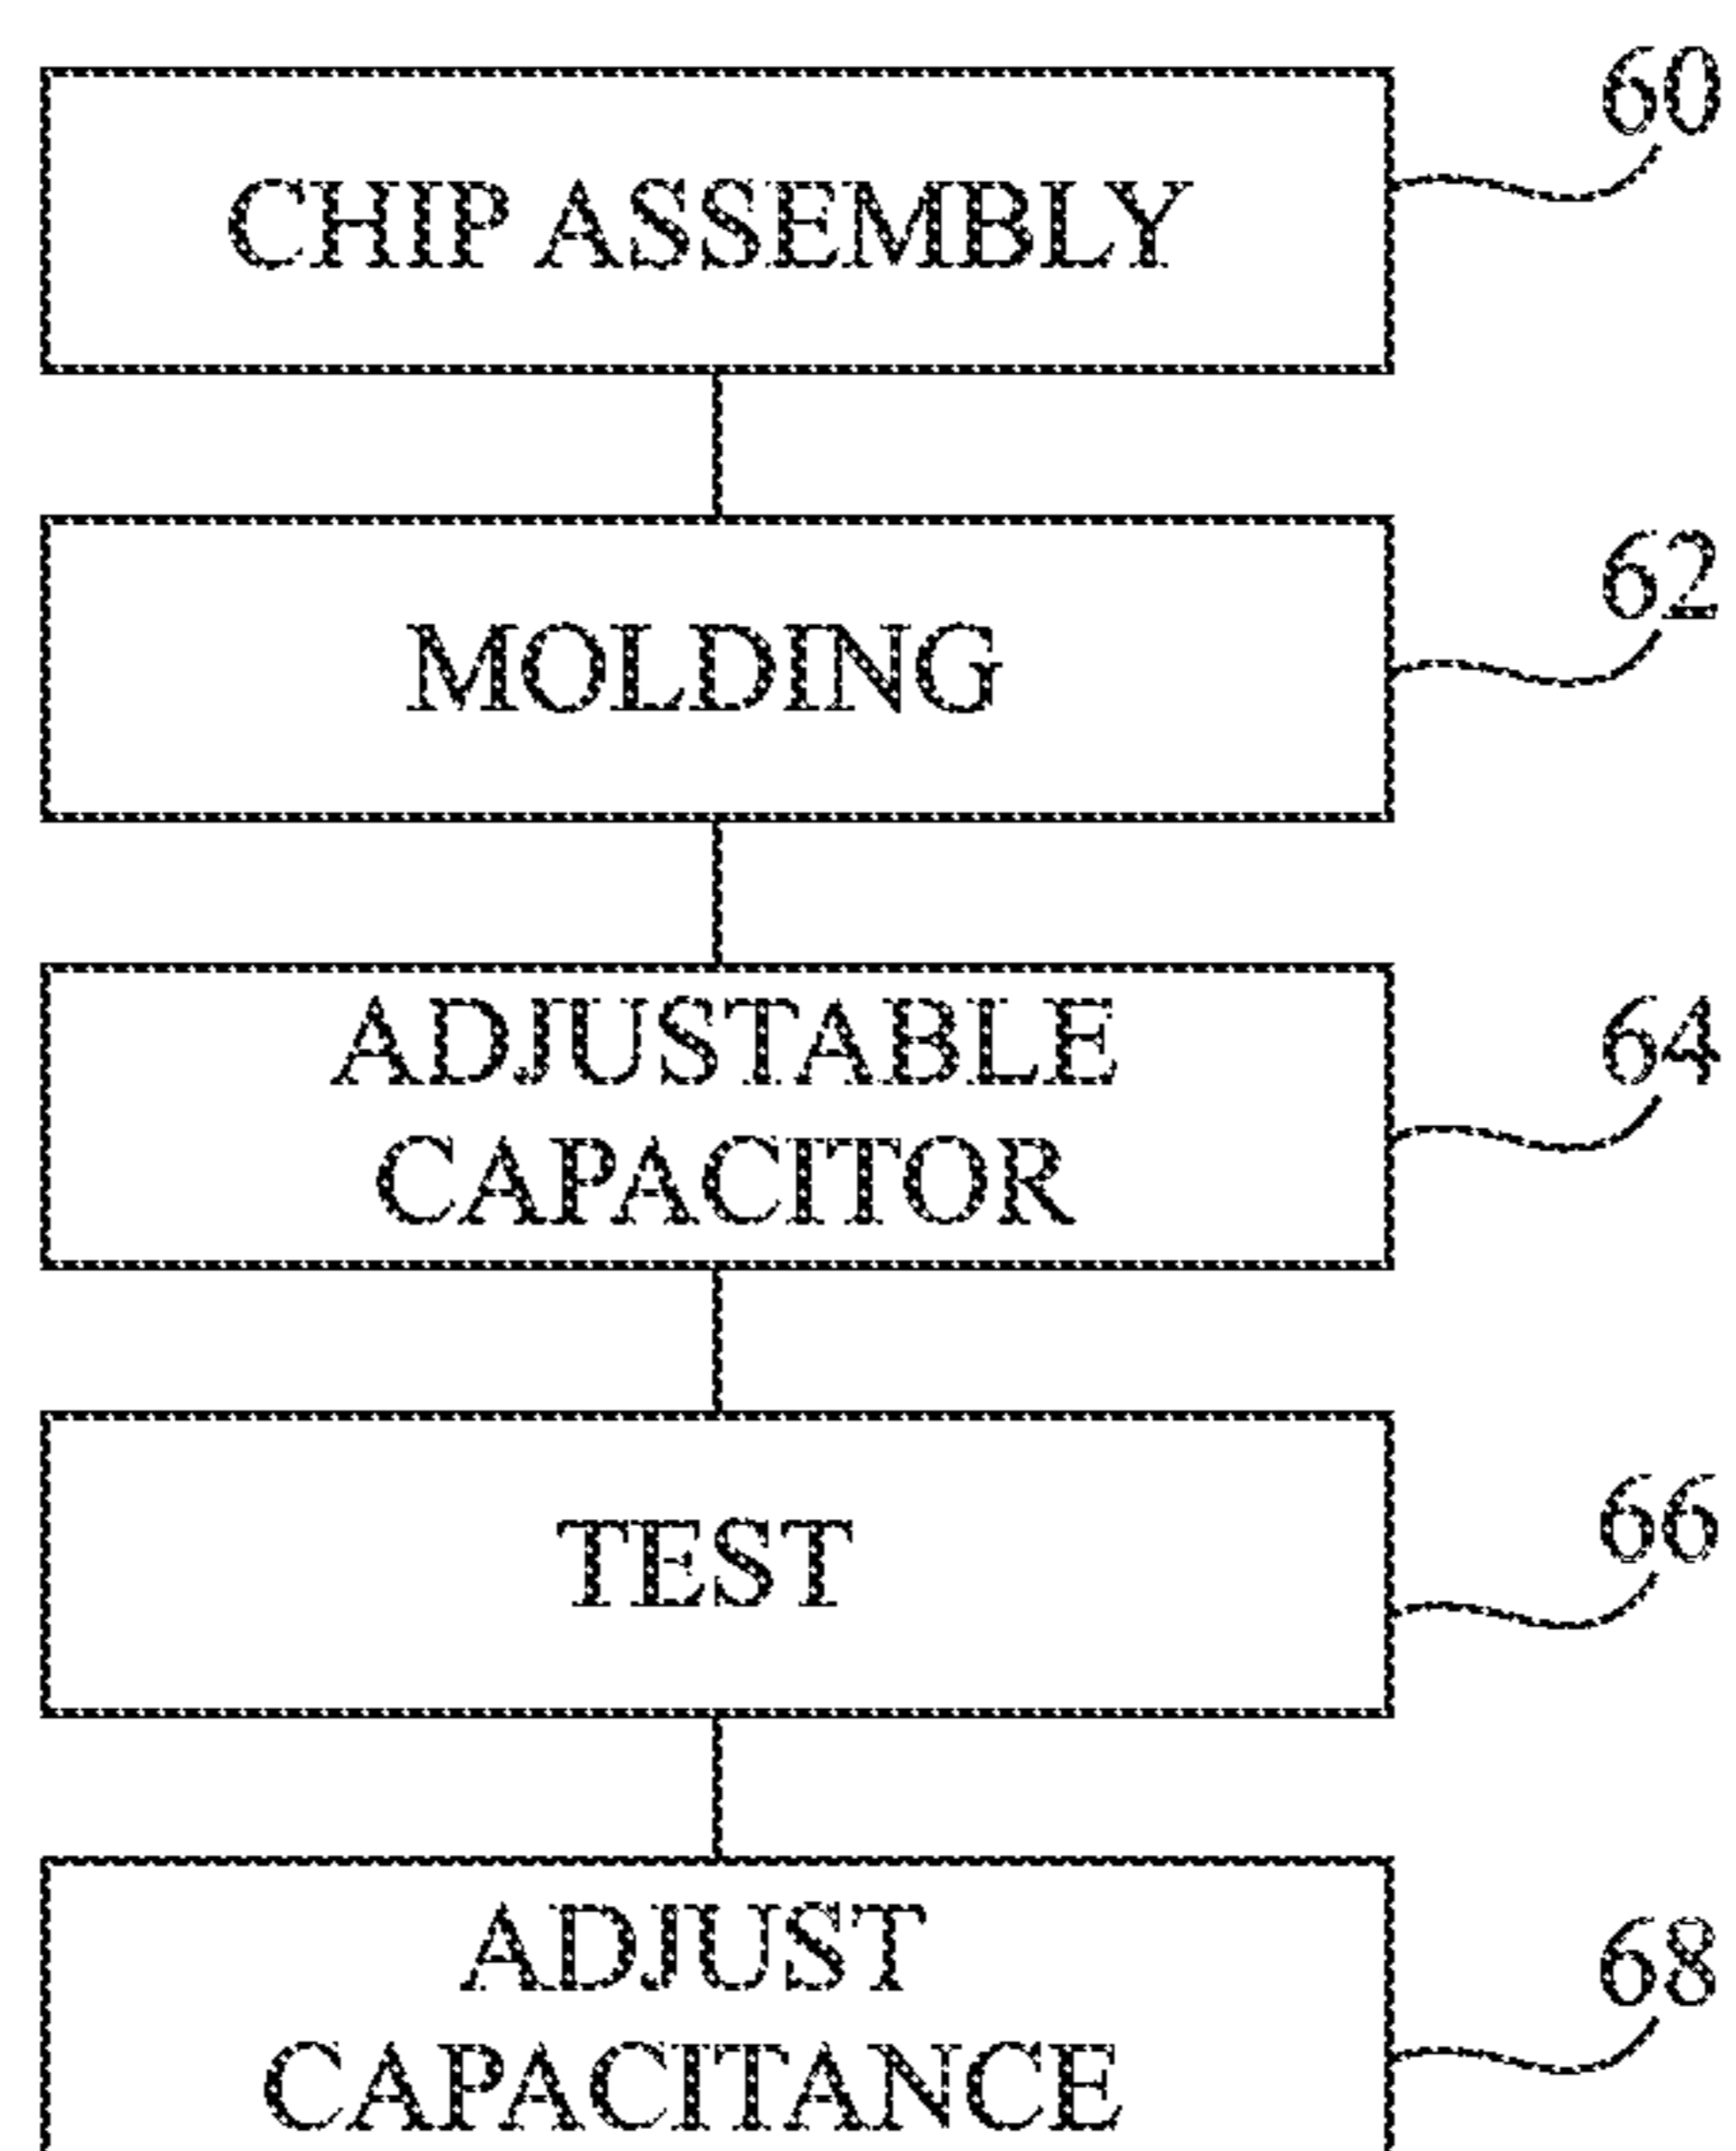 60
CHIP ASSEMBLY
62
MOLDING
ADJUSTABLE
64
CAPACITOR
66
TEST
ADJUST
68
CAPACITANCE